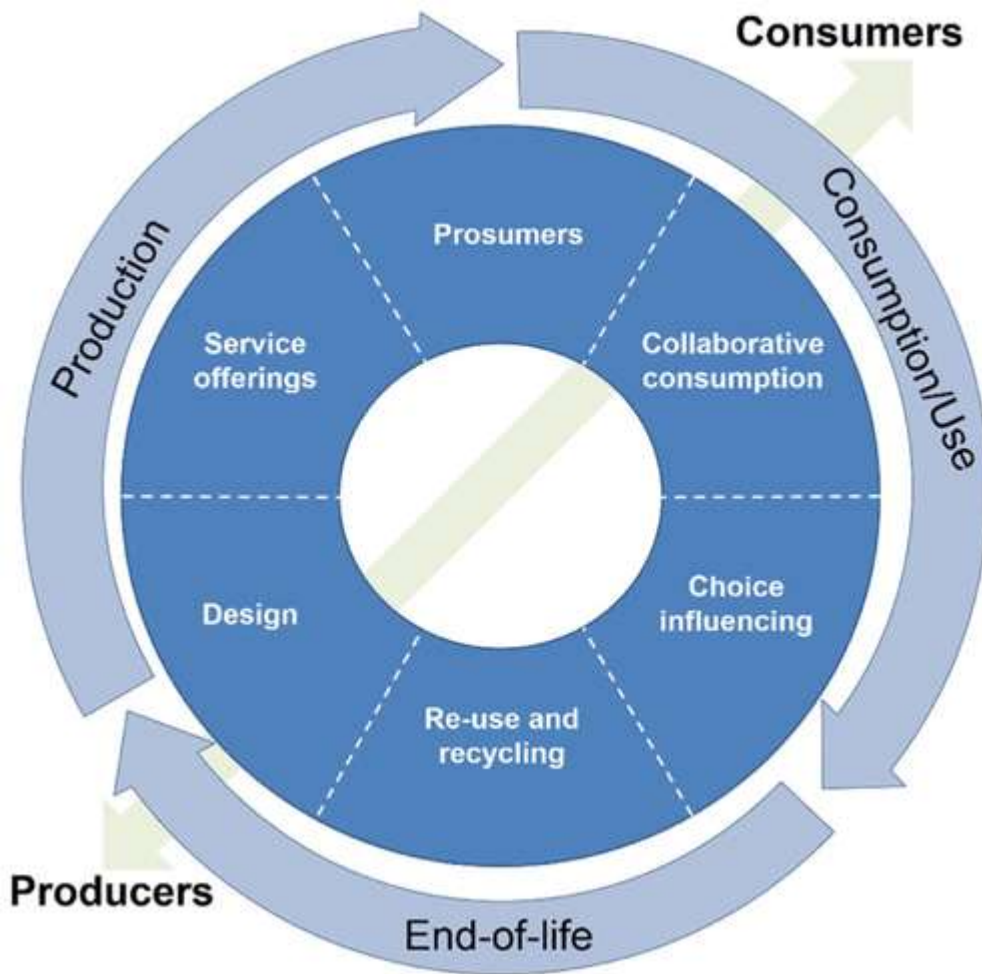 Consumers
Production
Consumption/Use
Prosumers
Service
offerings
Collaborative
consumption
Design
Choice
influencing
Re-use and
recycling
Producers
End-of-life